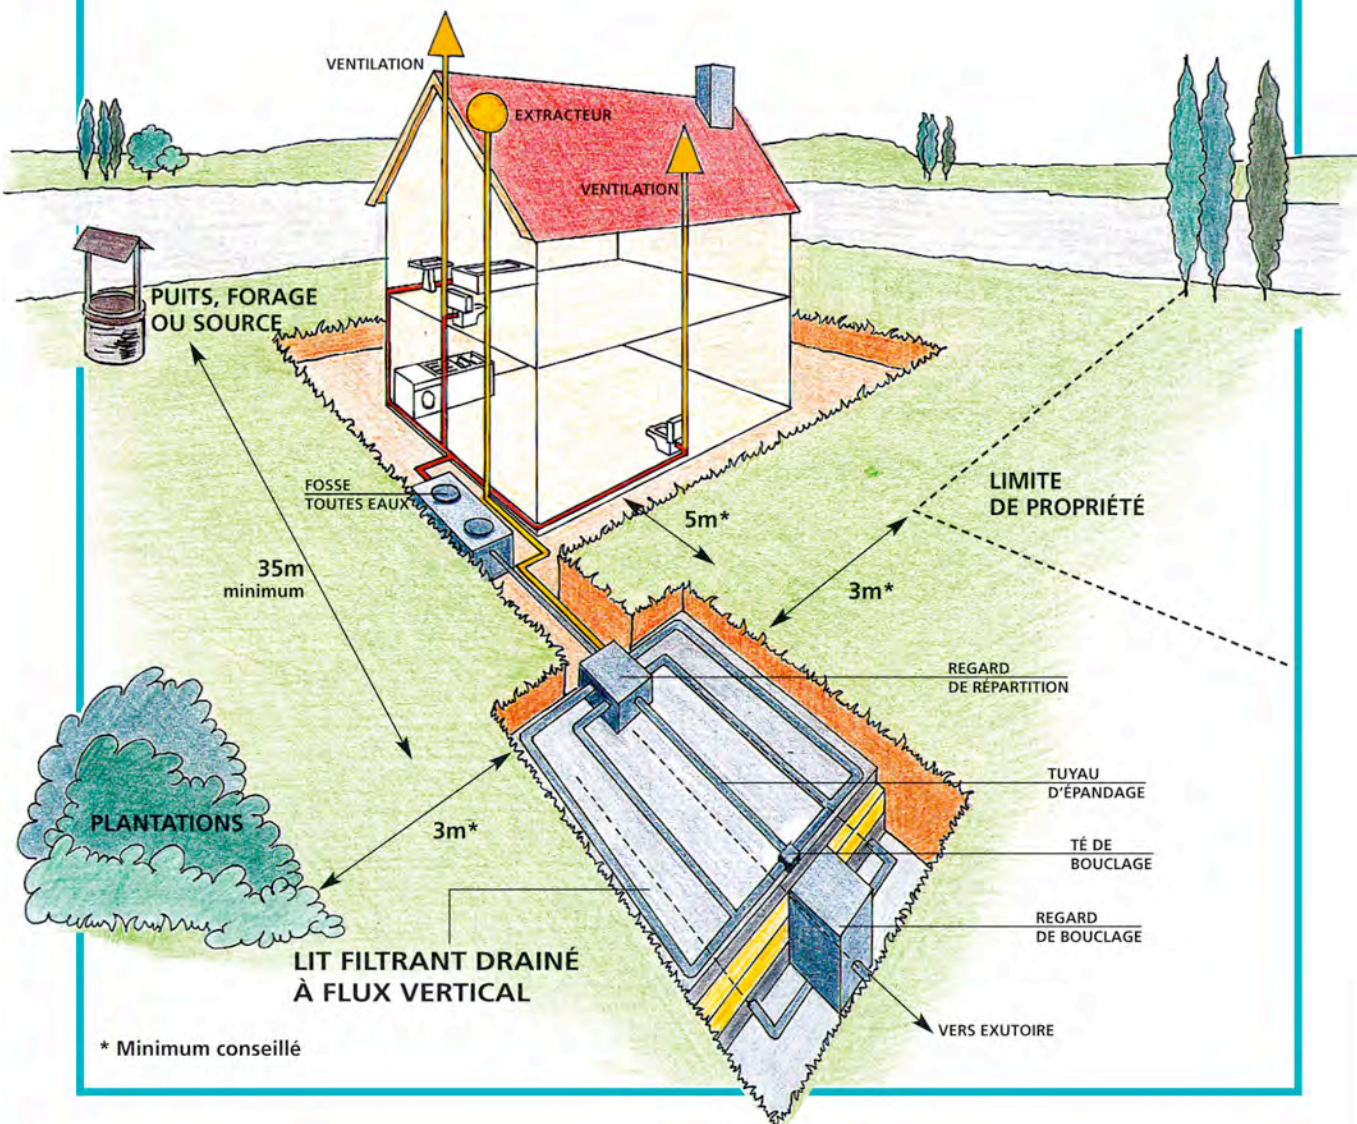 VENTILATION
EXTRACTEUR
VENTILATION
PUITS, FORAGE
OU SOURCE
FOSSE
TOUTES EAUX
LIMITE
DE PROPRIÉTÉ
5m*
35m
minimum
3m*
REGARD
DE RÉPARTITION
TUYAU
D'ÉPANDAGE
PLANTATIONS
3m*
TÉ DE
BOUCLAGE
REGARD
DE BOUCLAGE
LIT FILTRANT DRAINÉ
À FLUX VERTICAL
VERS EXUTOIRE
* Minimum conseillé